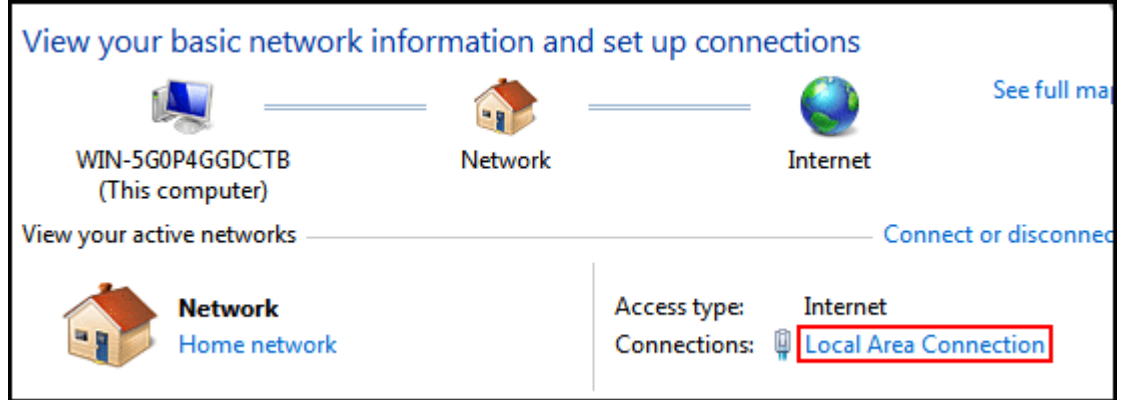 View your basic network information and set up connections
See full ma
WIN-5G0P4GGDCTB
(This computer)
Network
Internet
View your active networks
Connect or disconnec
Network
Home network
Access type: Internet
Connections: Local Area Connection